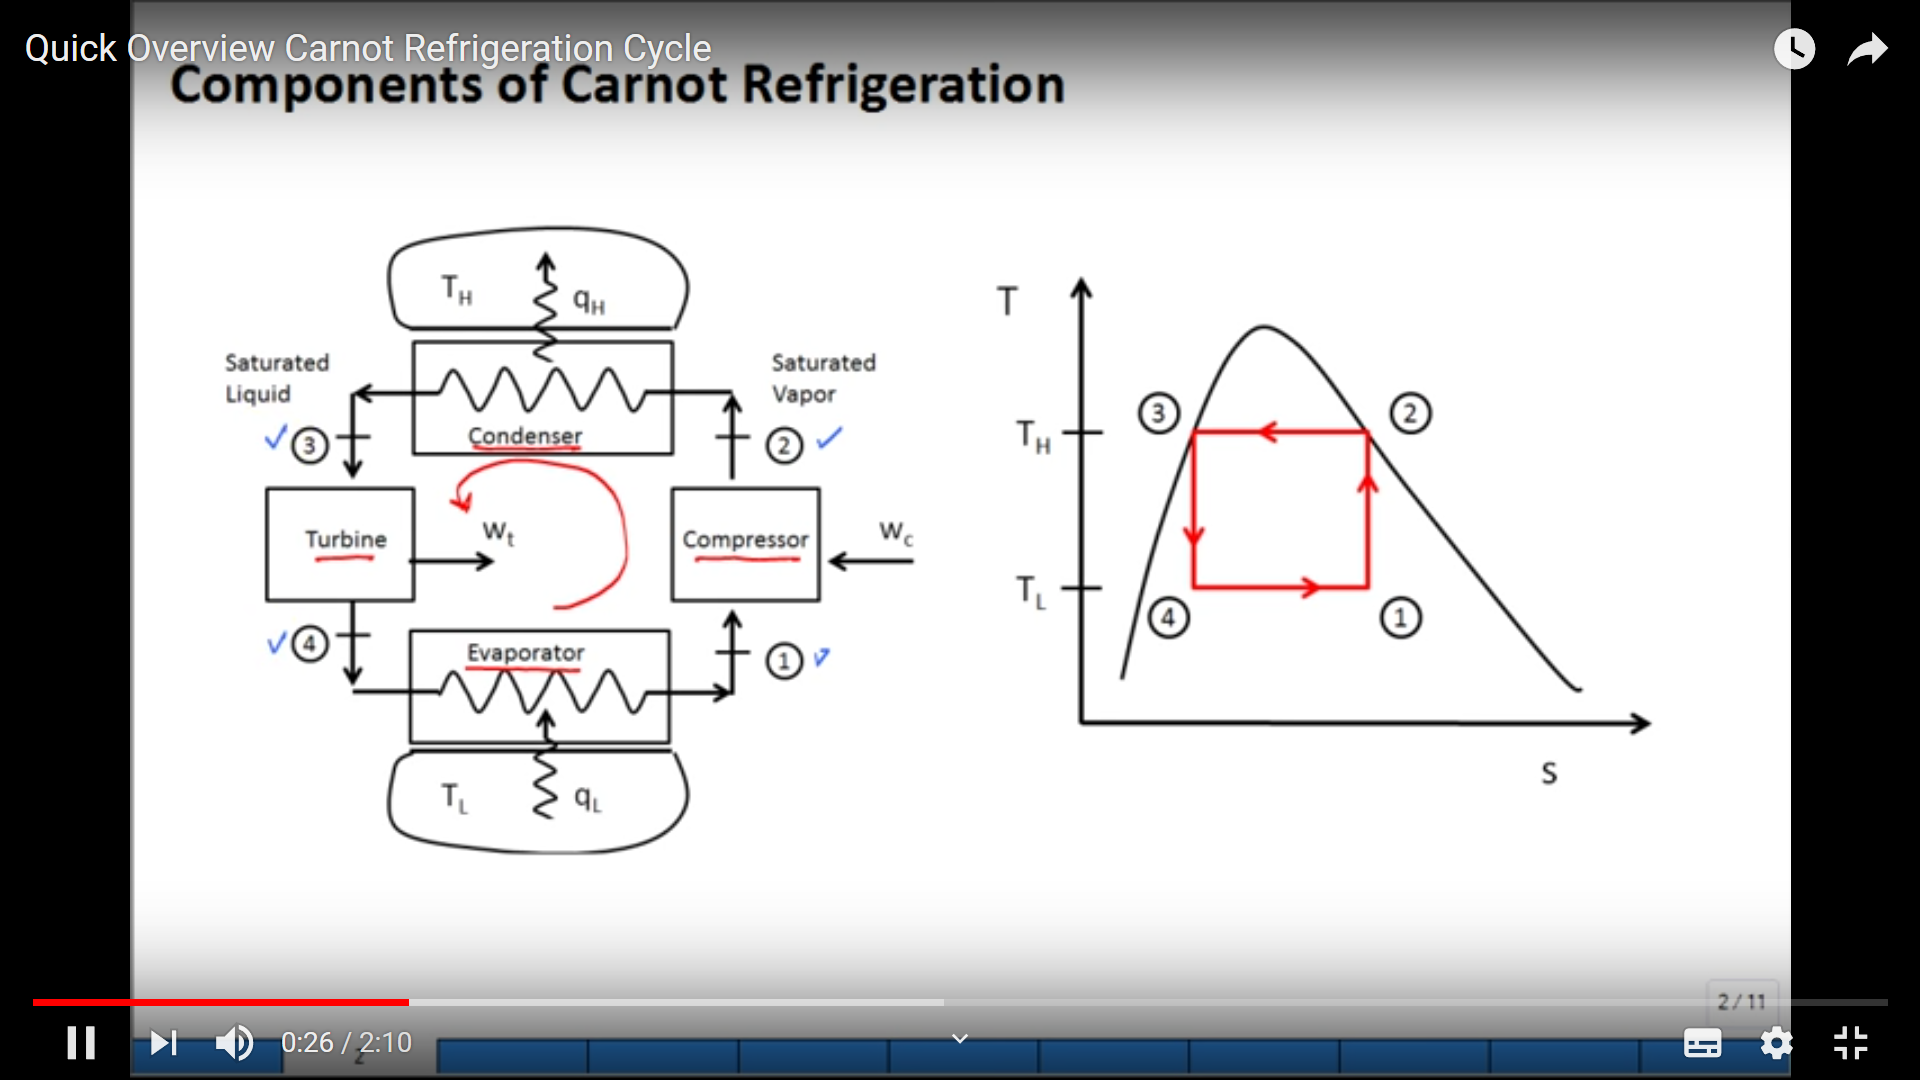 Quick Overview Carnot Refrigeration Cycle
Components of Carnot Refrigeration
TH
qH
Saturated
Liquid
Saturated
Vapor
3
Condenser
2
Turbine
Wt
Compressor
Wc
4
Evaporator
1
TL
qL
T
3
2
TH
TL
4
1
s
2 / 11
0:26 / 2:10
2